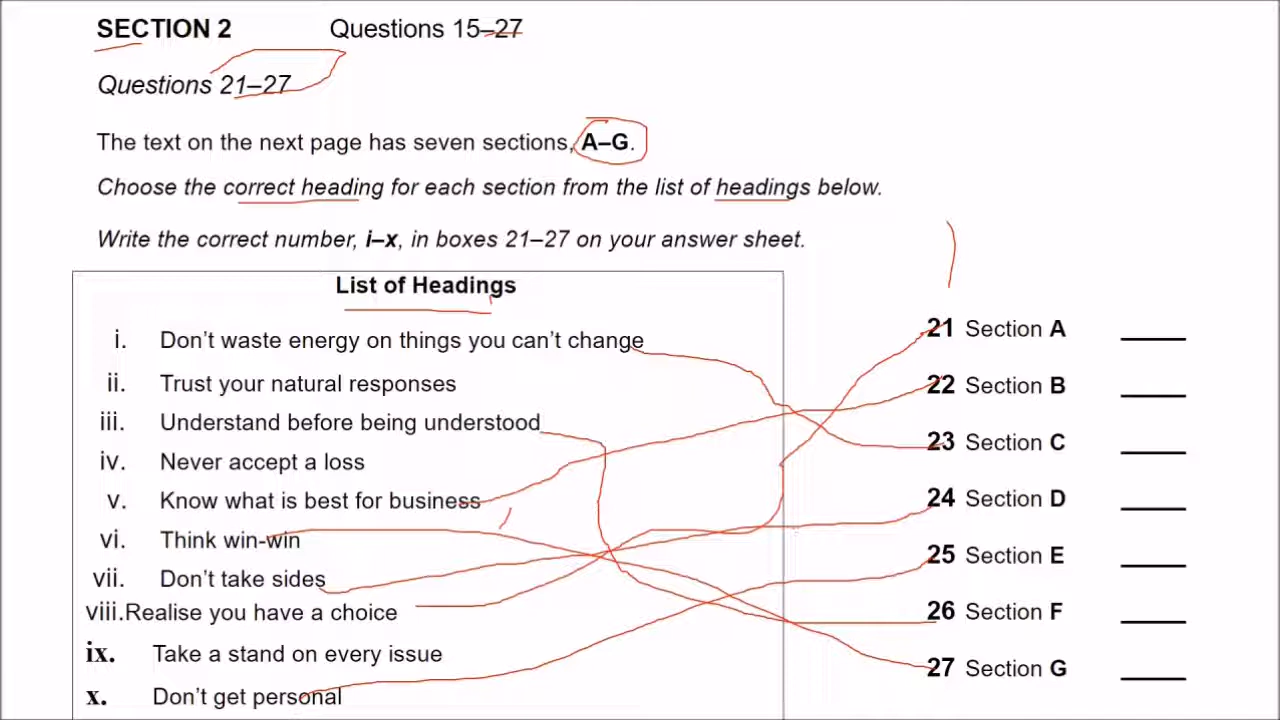 SECTION 2 Questions 15–27
Questions 21–27
The text on the next page has seven sections, A–G.
Choose the correct heading for each section from the list of headings below.
Write the correct number, i–x, in boxes 21–27 on your answer sheet.
List of Headings
i. Don't waste energy on things you can't change
ii. Trust your natural responses
iii. Understand before being understood
iv. Never accept a loss
v. Know what is best for business
vi. Think win-win
vii. Don't take sides
viii.Realise you have a choice
ix. Take a stand on every issue
x. Don't get personal
21 Section A
22 Section B
23 Section C
24 Section D
25 Section E
26 Section F
27 Section G